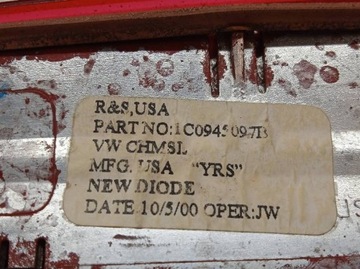 R&S,USA
PART NO:1C0945097B
VW CHMSL
MFG. USA "YRS"
NEW DIODE
DATE 10/5/00 OPER:JW